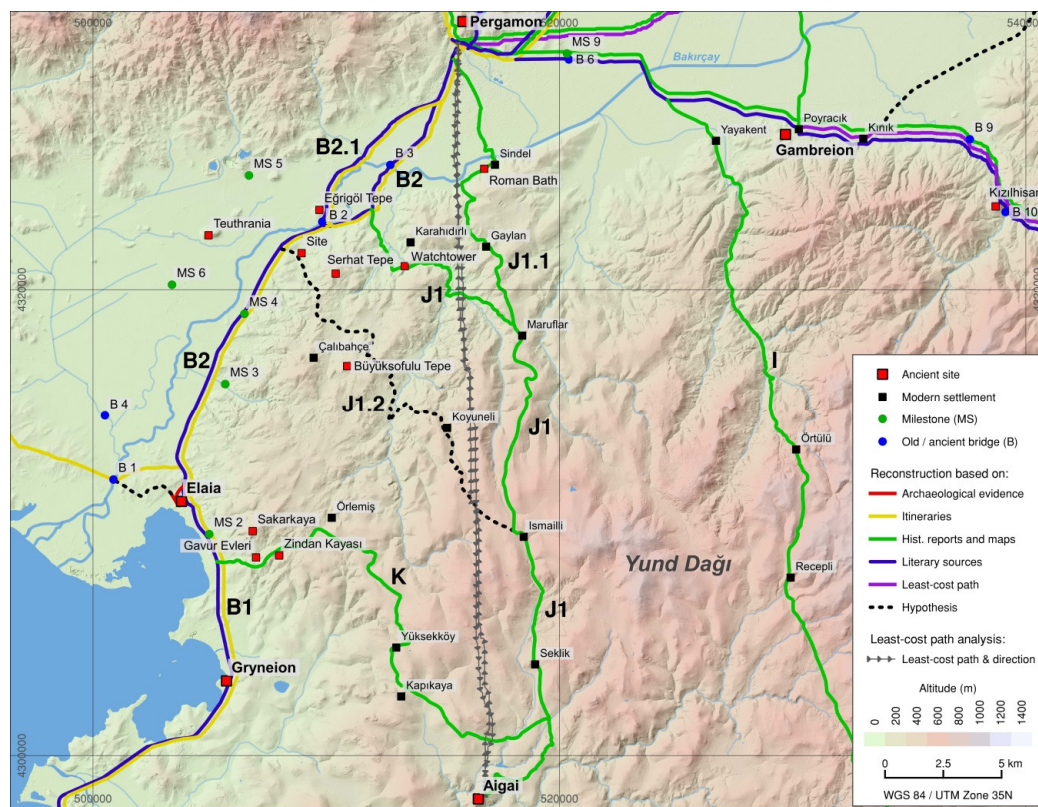 500000
520000
540000
Pergamon
MS 9
B 6
Bakırçay
Poyracık
Kınık
Yayakent
Gambreion
B 9
Kızılhisar
B 10
B2.1
B 3
B2
MS 5
Sindel
Roman Bath
Eğrigöl Tepe
B 2
Teuthrania
Karahıdırlı
Gaylan
Site
Serhat Tepe
Watchtower
J1.1
MS 6
J1
4320000
4320000
MS 4
Maruflar
B2
Çalıbahçe
Büyüksofulu Tepe
I
MS 3
J1.2
B 4
Koyuneli
J1
Örtülü
B 1
Elaia
Örlemiş
MS 2
Sakarkaya
Ismailli
Gavur Evleri
Zindan Kayası
Yund Dağı
K
Recepli
B1
J1
Yüksekköy
Seklik
Gryneion
Kapıkaya
4300000
Aigai
500000
520000
Ancient site
Modern settlement
Milestone (MS)
Old / ancient bridge (B)
Reconstruction based on:
Archaeological evidence
Itineraries
Hist. reports and maps
Literary sources
Least-cost path
Hypothesis
Least-cost path analysis:
Least-cost path & direction
Altitude (m)
0
200
400
600
800
1000
1200
1400
0 2.5 5 km
WGS 84 / UTM Zone 35N